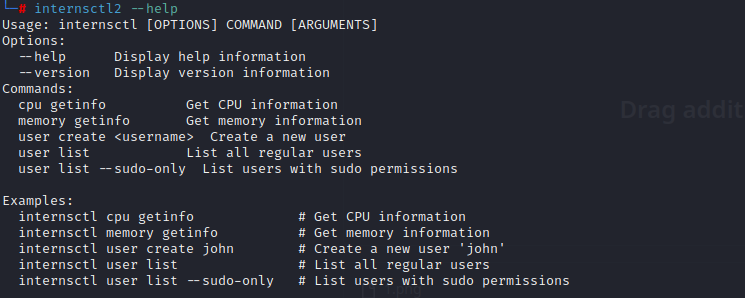 └─# internsctl2 --help
Usage: internsctl [OPTIONS] COMMAND [ARGUMENTS]
Options:
  --help      Display help information
  --version   Display version information
Commands:
  cpu getinfo          Get CPU information
  memory getinfo       Get memory information
  user create <username>  Create a new user
  user list            List all regular users
  user list --sudo-only  List users with sudo permissions

Examples:
  internsctl cpu getinfo             # Get CPU information
  internsctl memory getinfo          # Get memory information
  internsctl user create john        # Create a new user 'john'
  internsctl user list               # List all regular users
  internsctl user list --sudo-only   # List users with sudo permissions
Drag addit